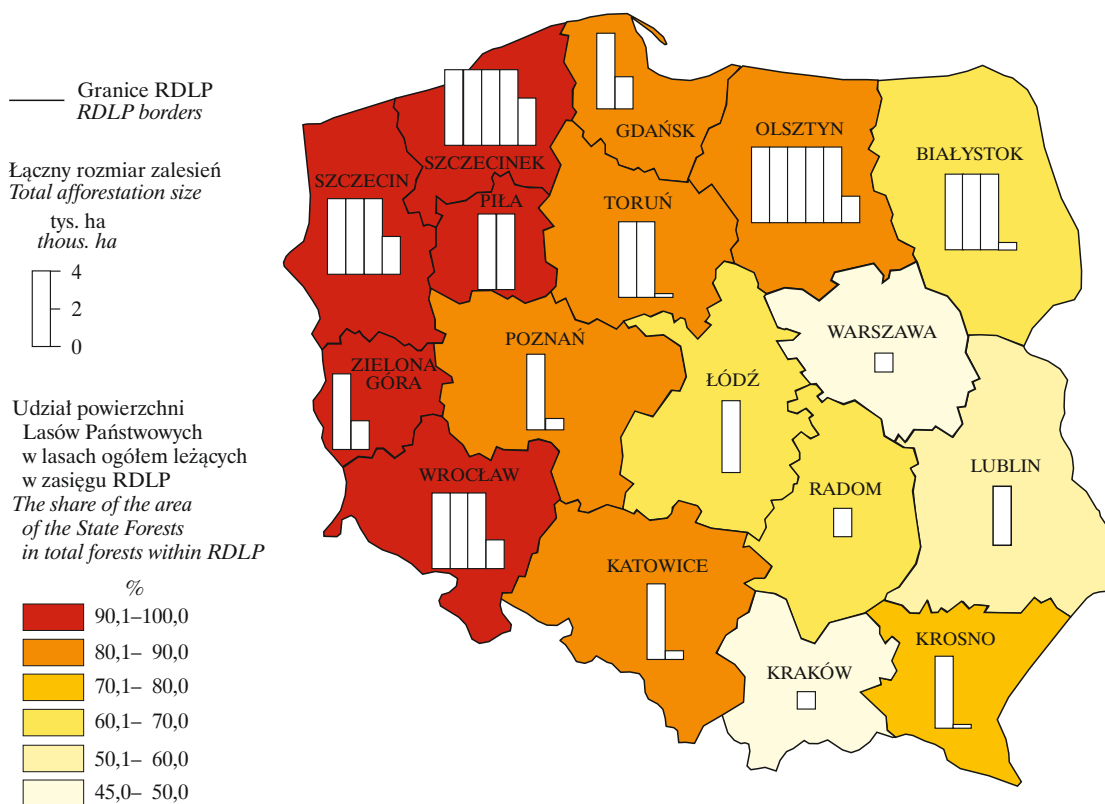 Granice RDLP
RDLP borders
Łączny rozmiar zalesień
Total afforestation size
tys. ha
thous. ha
4
2
0
Udział powierzchni
Lasów Państwowych
w lasach ogółem leżących
w zasięgu RDLP
The share of the area
of the State Forests
in total forests within RDLP
%
90,1–100,0
80,1– 90,0
70,1– 80,0
60,1– 70,0
50,1– 60,0
45,0– 50,0
GDAŃSK
OLSZTYN
BIAŁYSTOK
SZCZECINEK
SZCZECIN
PIŁA
TORUŃ
WARSZAWA
POZNAŃ
ZIELONA
GÓRA
ŁÓDŹ
WROCŁAW
LUBLIN
RADOM
KATOWICE
KROSNO
KRAKÓW